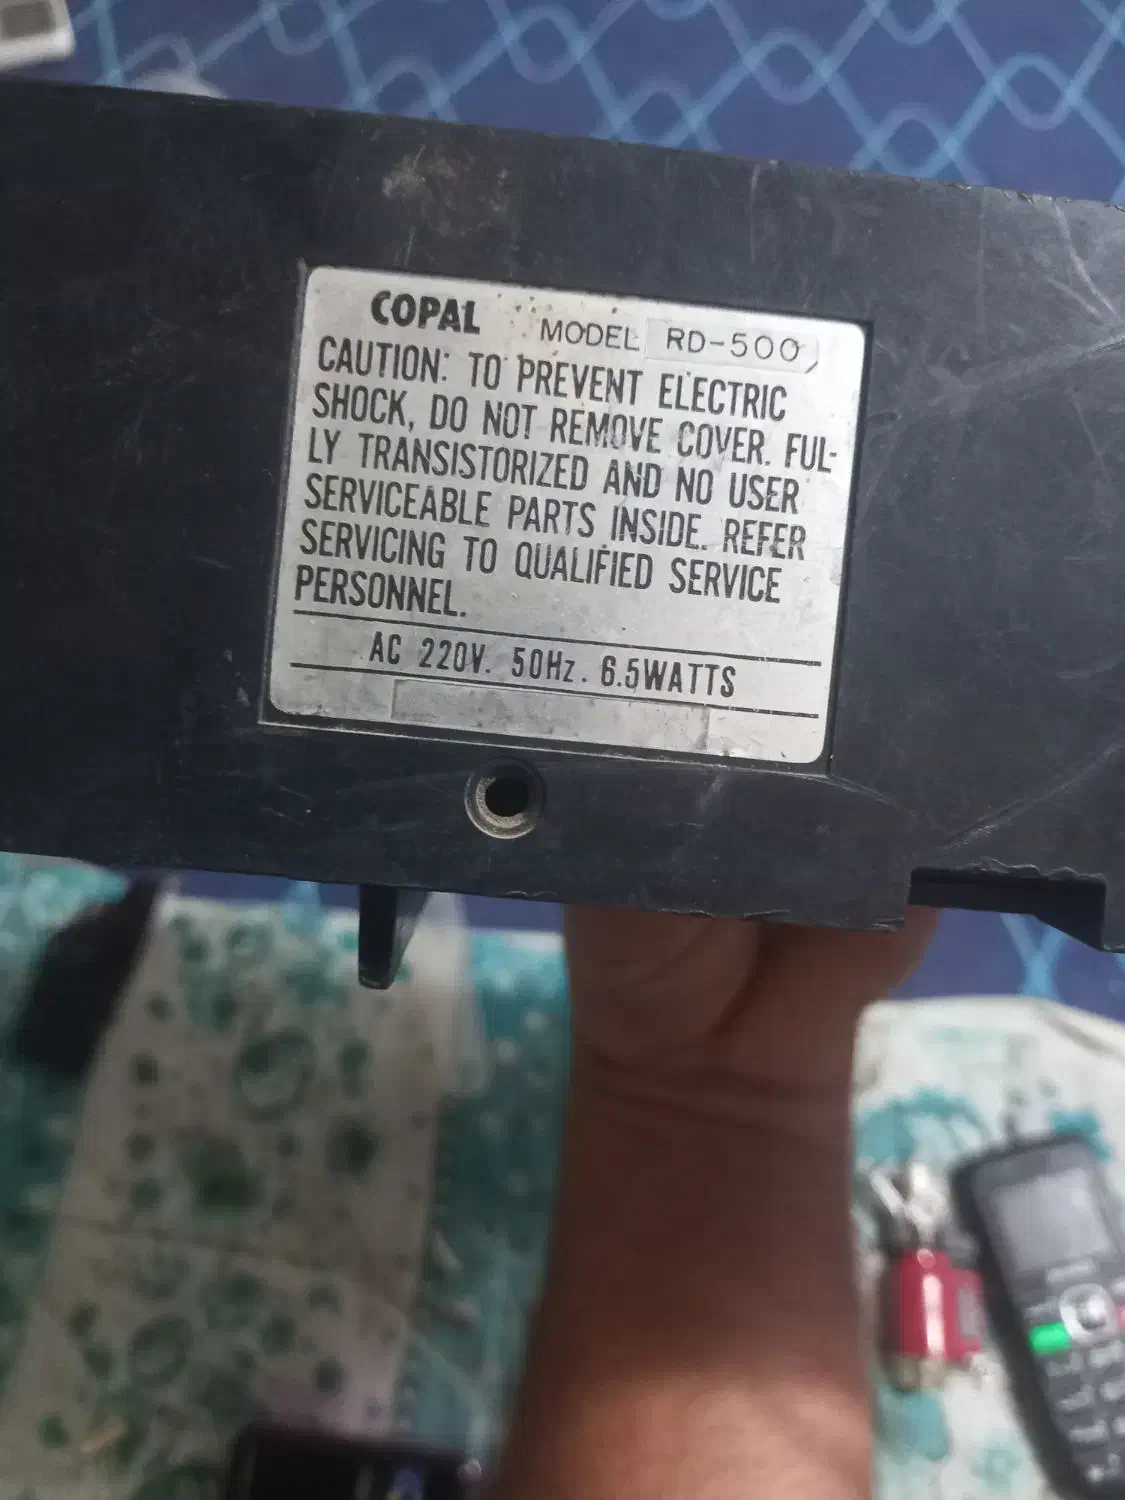 COPAL MODEL RD-500
CAUTION: TO PREVENT ELECTRIC
SHOCK, DO NOT REMOVE COVER. FUL-
LY TRANSISTORIZED AND NO USER
SERVICEABLE PARTS INSIDE. REFER
SERVICING TO QUALIFIED SERVICE
PERSONNEL.
AC 220V. 50Hz. 6.5WATTS